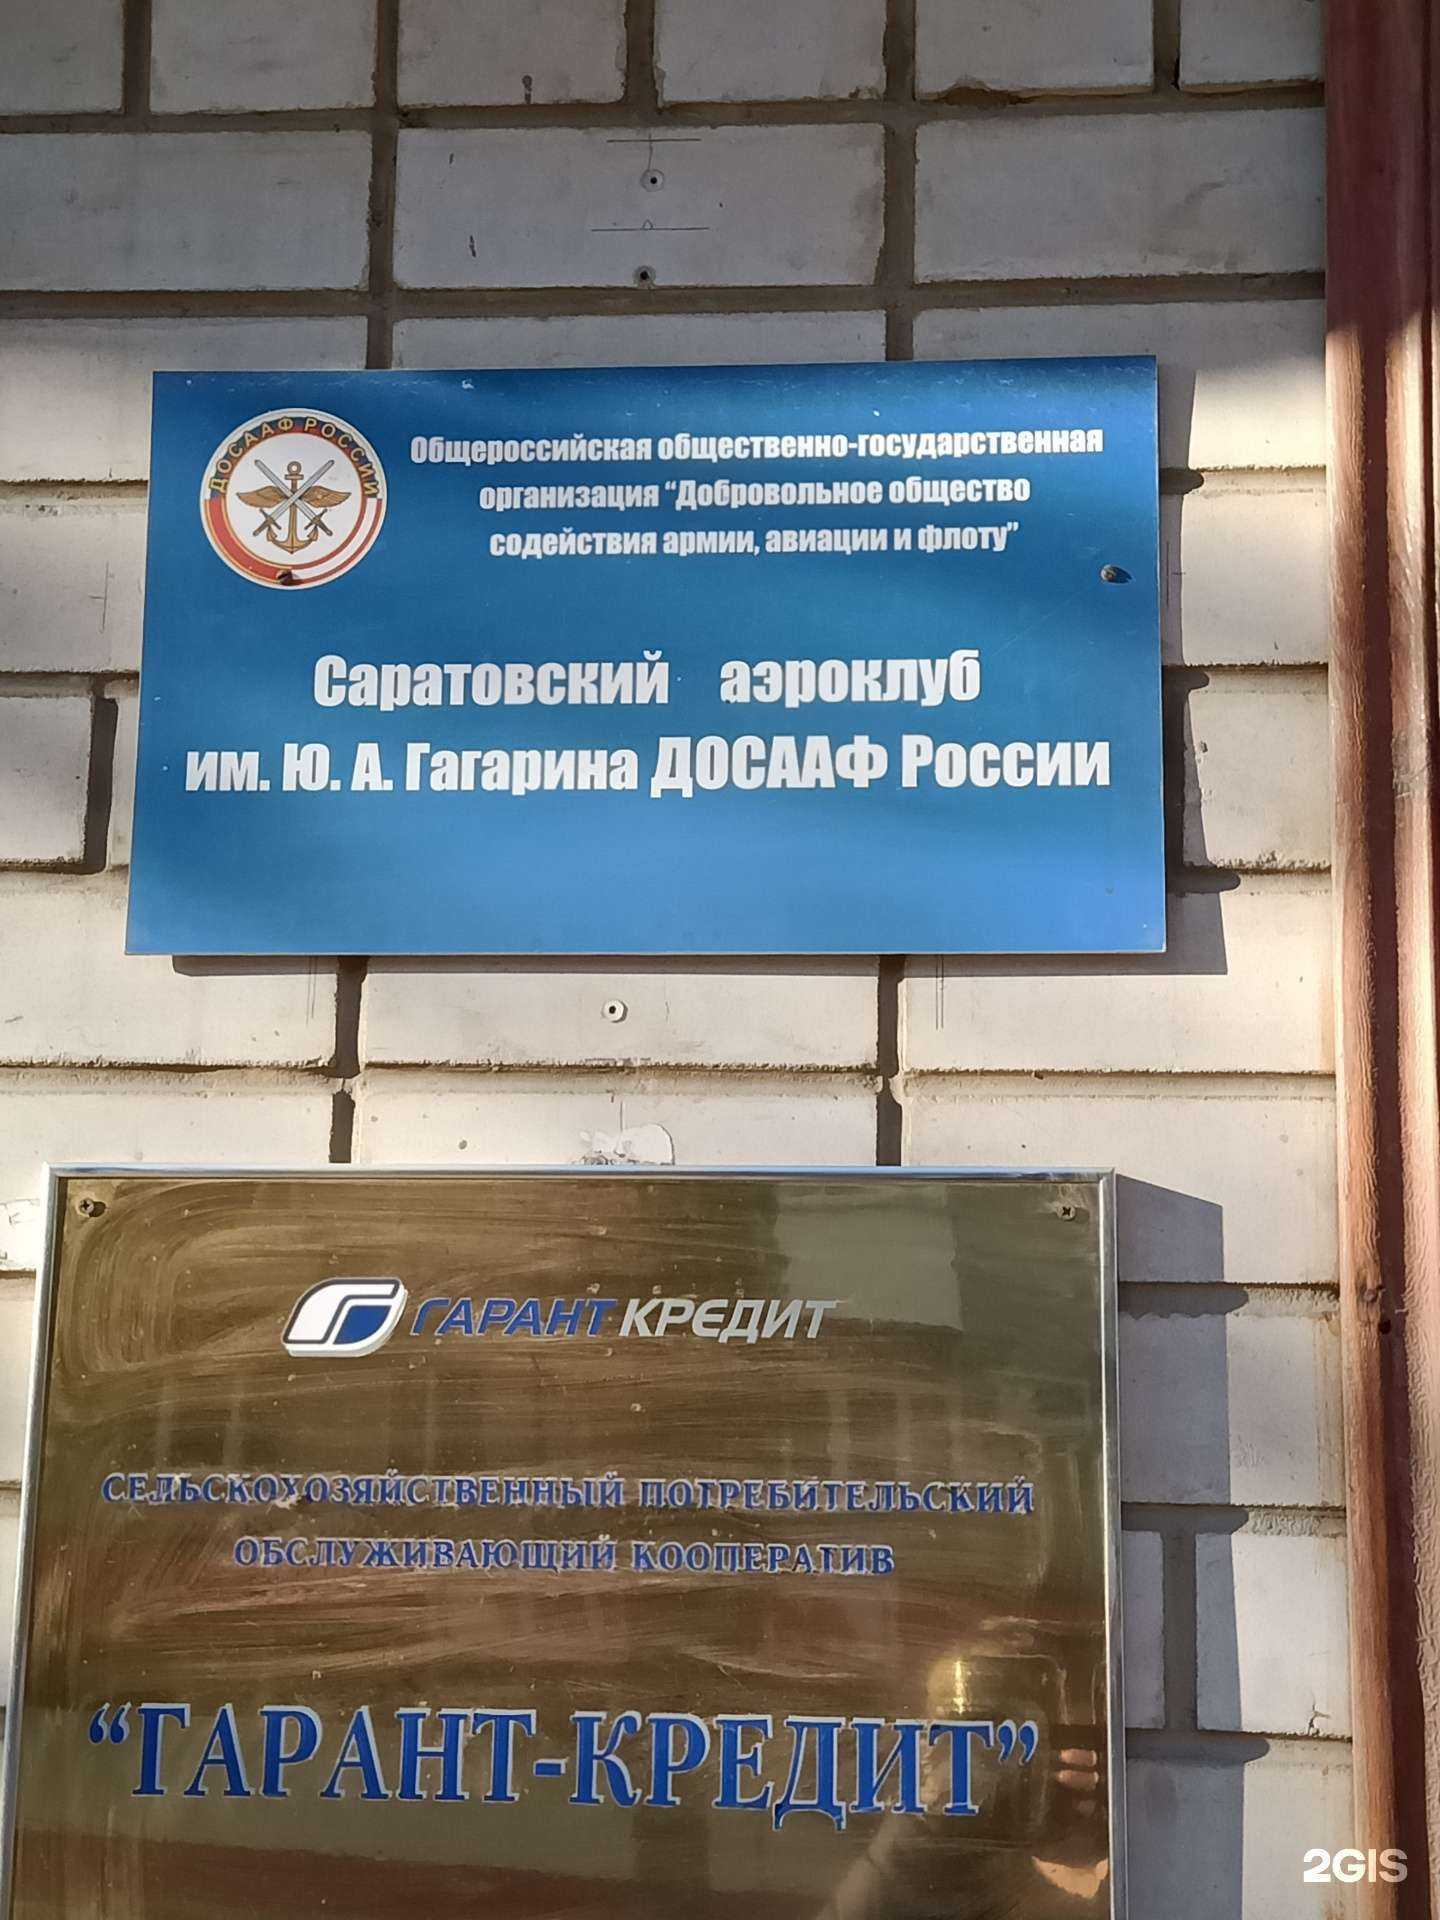 ДОСААФ РОССИИ
Общероссийская общественно-государственная
организация “Добровольное общество
содействия армии, авиации и флоту”
Саратовский аэроклуб
им. Ю. А. Гагарина ДОСААФ России
ГАРАНТ КРЕДИТ
СЕЛЬСКОХОЗЯЙСТВЕННЫЙ ПОТРЕБИТЕЛЬСКИЙ
ОБСЛУЖИВАЮЩИЙ КООПЕРАТИВ
“ГАРАНТ-КРЕДИТ”
2GIS